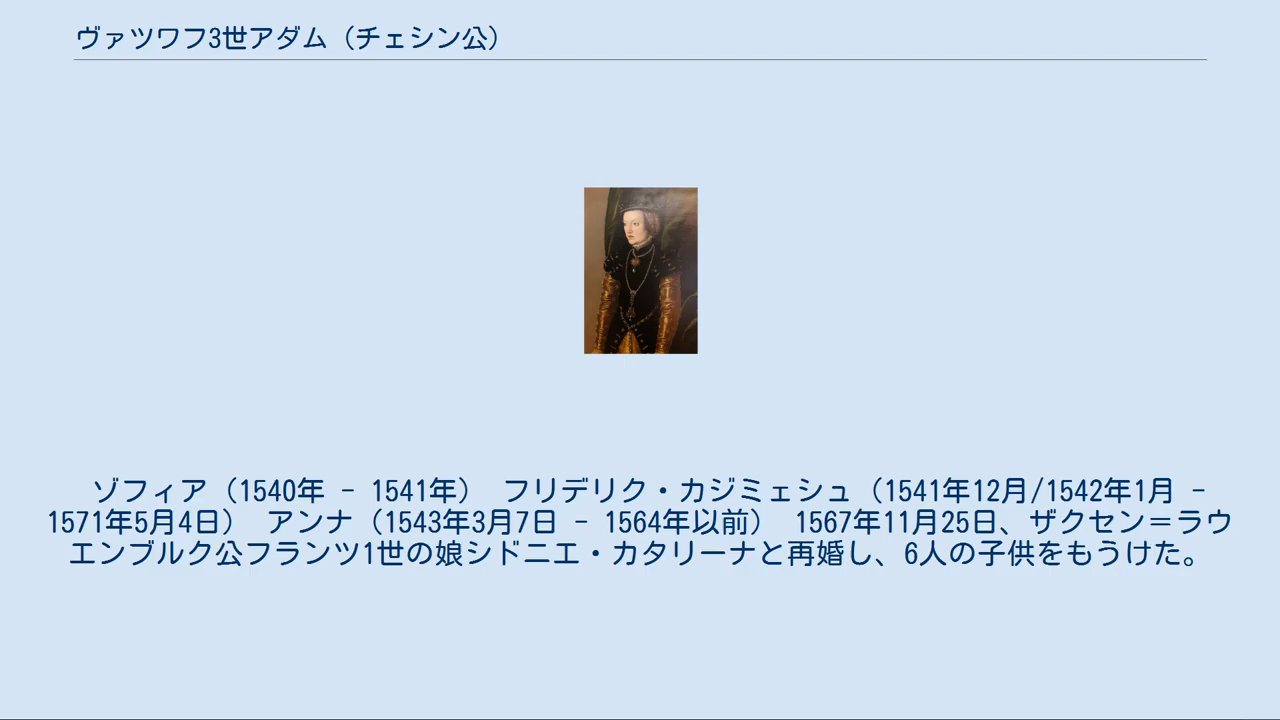 ヴァツワフ3世アダム（チェシン公）
ゾフィア（1540年 - 1541年） フリデリク・カジミェシュ（1541年12月/1542年1月 -
1571年5月4日） アンナ（1543年3月7日 - 1564年以前） 1567年11月25日、ザクセン＝ラウ
エンブルク公フランツ1世の娘シドニエ・カタリーナと再婚し、6人の子供をもうけた。